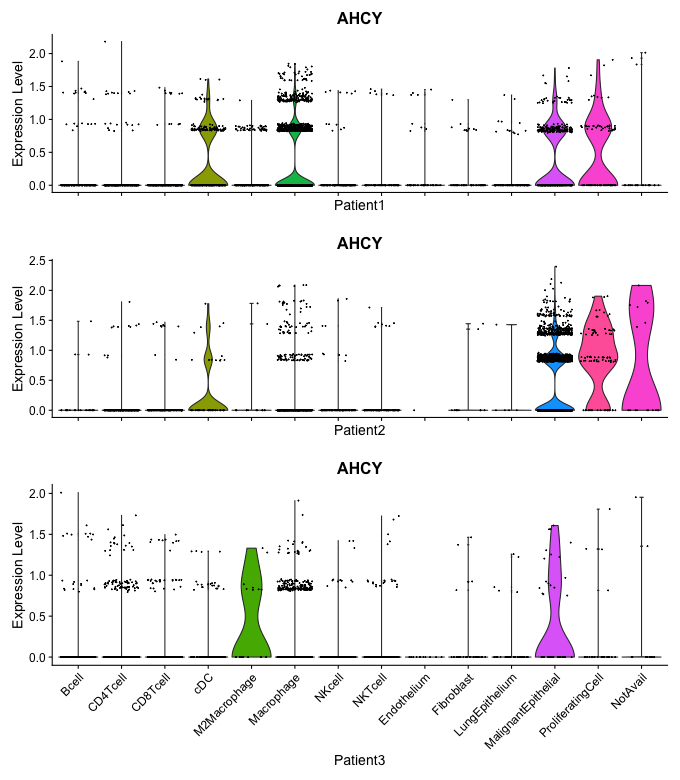 AHCY
Expression Level
2.0
1.5
1.0
0.5
0.0
Patient1
AHCY
Expression Level
2.5
2.0
1.5
1.0
0.5
0.0
Patient2
AHCY
Expression Level
2.0
1.5
1.0
0.5
0.0
Bcell
CD4Tcell
CD8Tcell
cDC
M2Macrophage
Macrophage
NKcell
NKTcell
Endothelium
Fibroblast
LungEpithelium
MalignantEpithelial
ProliferatingCell
NotAvail
Patient3